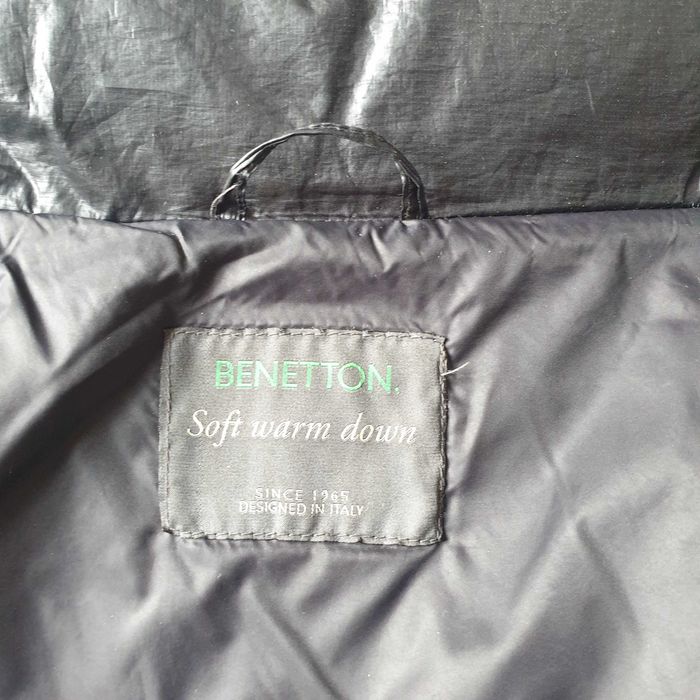 BENETTON.
Soft warm down
SINCE 1965
DESIGNED IN ITALY